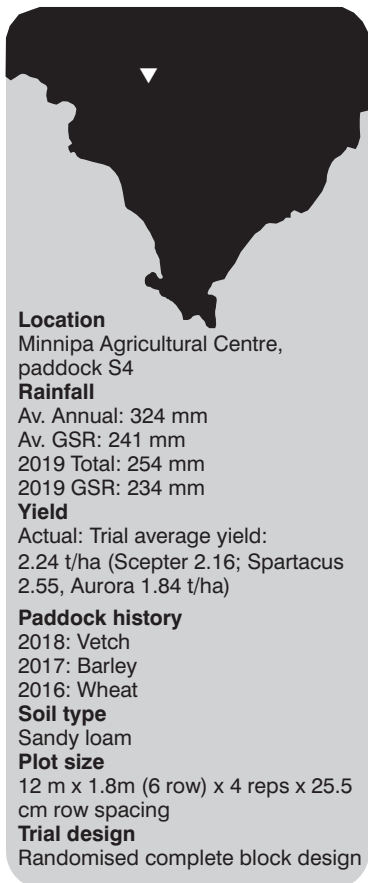 Location
Minnipa Agricultural Centre,
paddock S4
Rainfall
Av. Annual: 324 mm
Av. GSR: 241 mm
2019 Total: 254 mm
2019 GSR: 234 mm
Yield
Actual: Trial average yield:
2.24 t/ha (Scepter 2.16; Spartacus
2.55, Aurora 1.84 t/ha)
Paddock history
2018: Vetch
2017: Barley
2016: Wheat
Soil type
Sandy loam
Plot size
12 m x 1.8m (6 row) x 4 reps x 25.5
cm row spacing
Trial design
Randomised complete block design